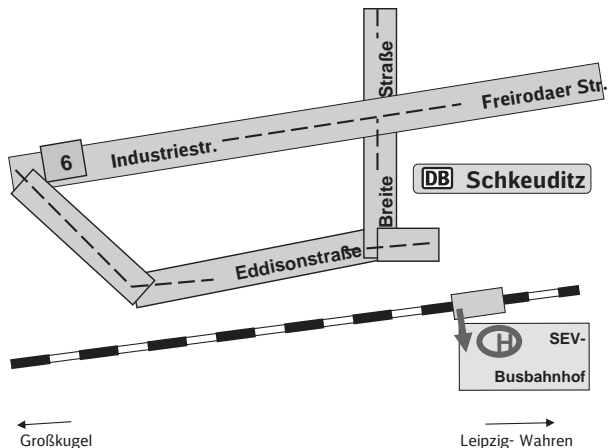 Breite Straße
Freirodaer Str.
Industriestr.
6
DB Schkeuditz
Eddisonstraße
H
SEV-
Busbahnhof
Großkugel
Leipzig- Wahren